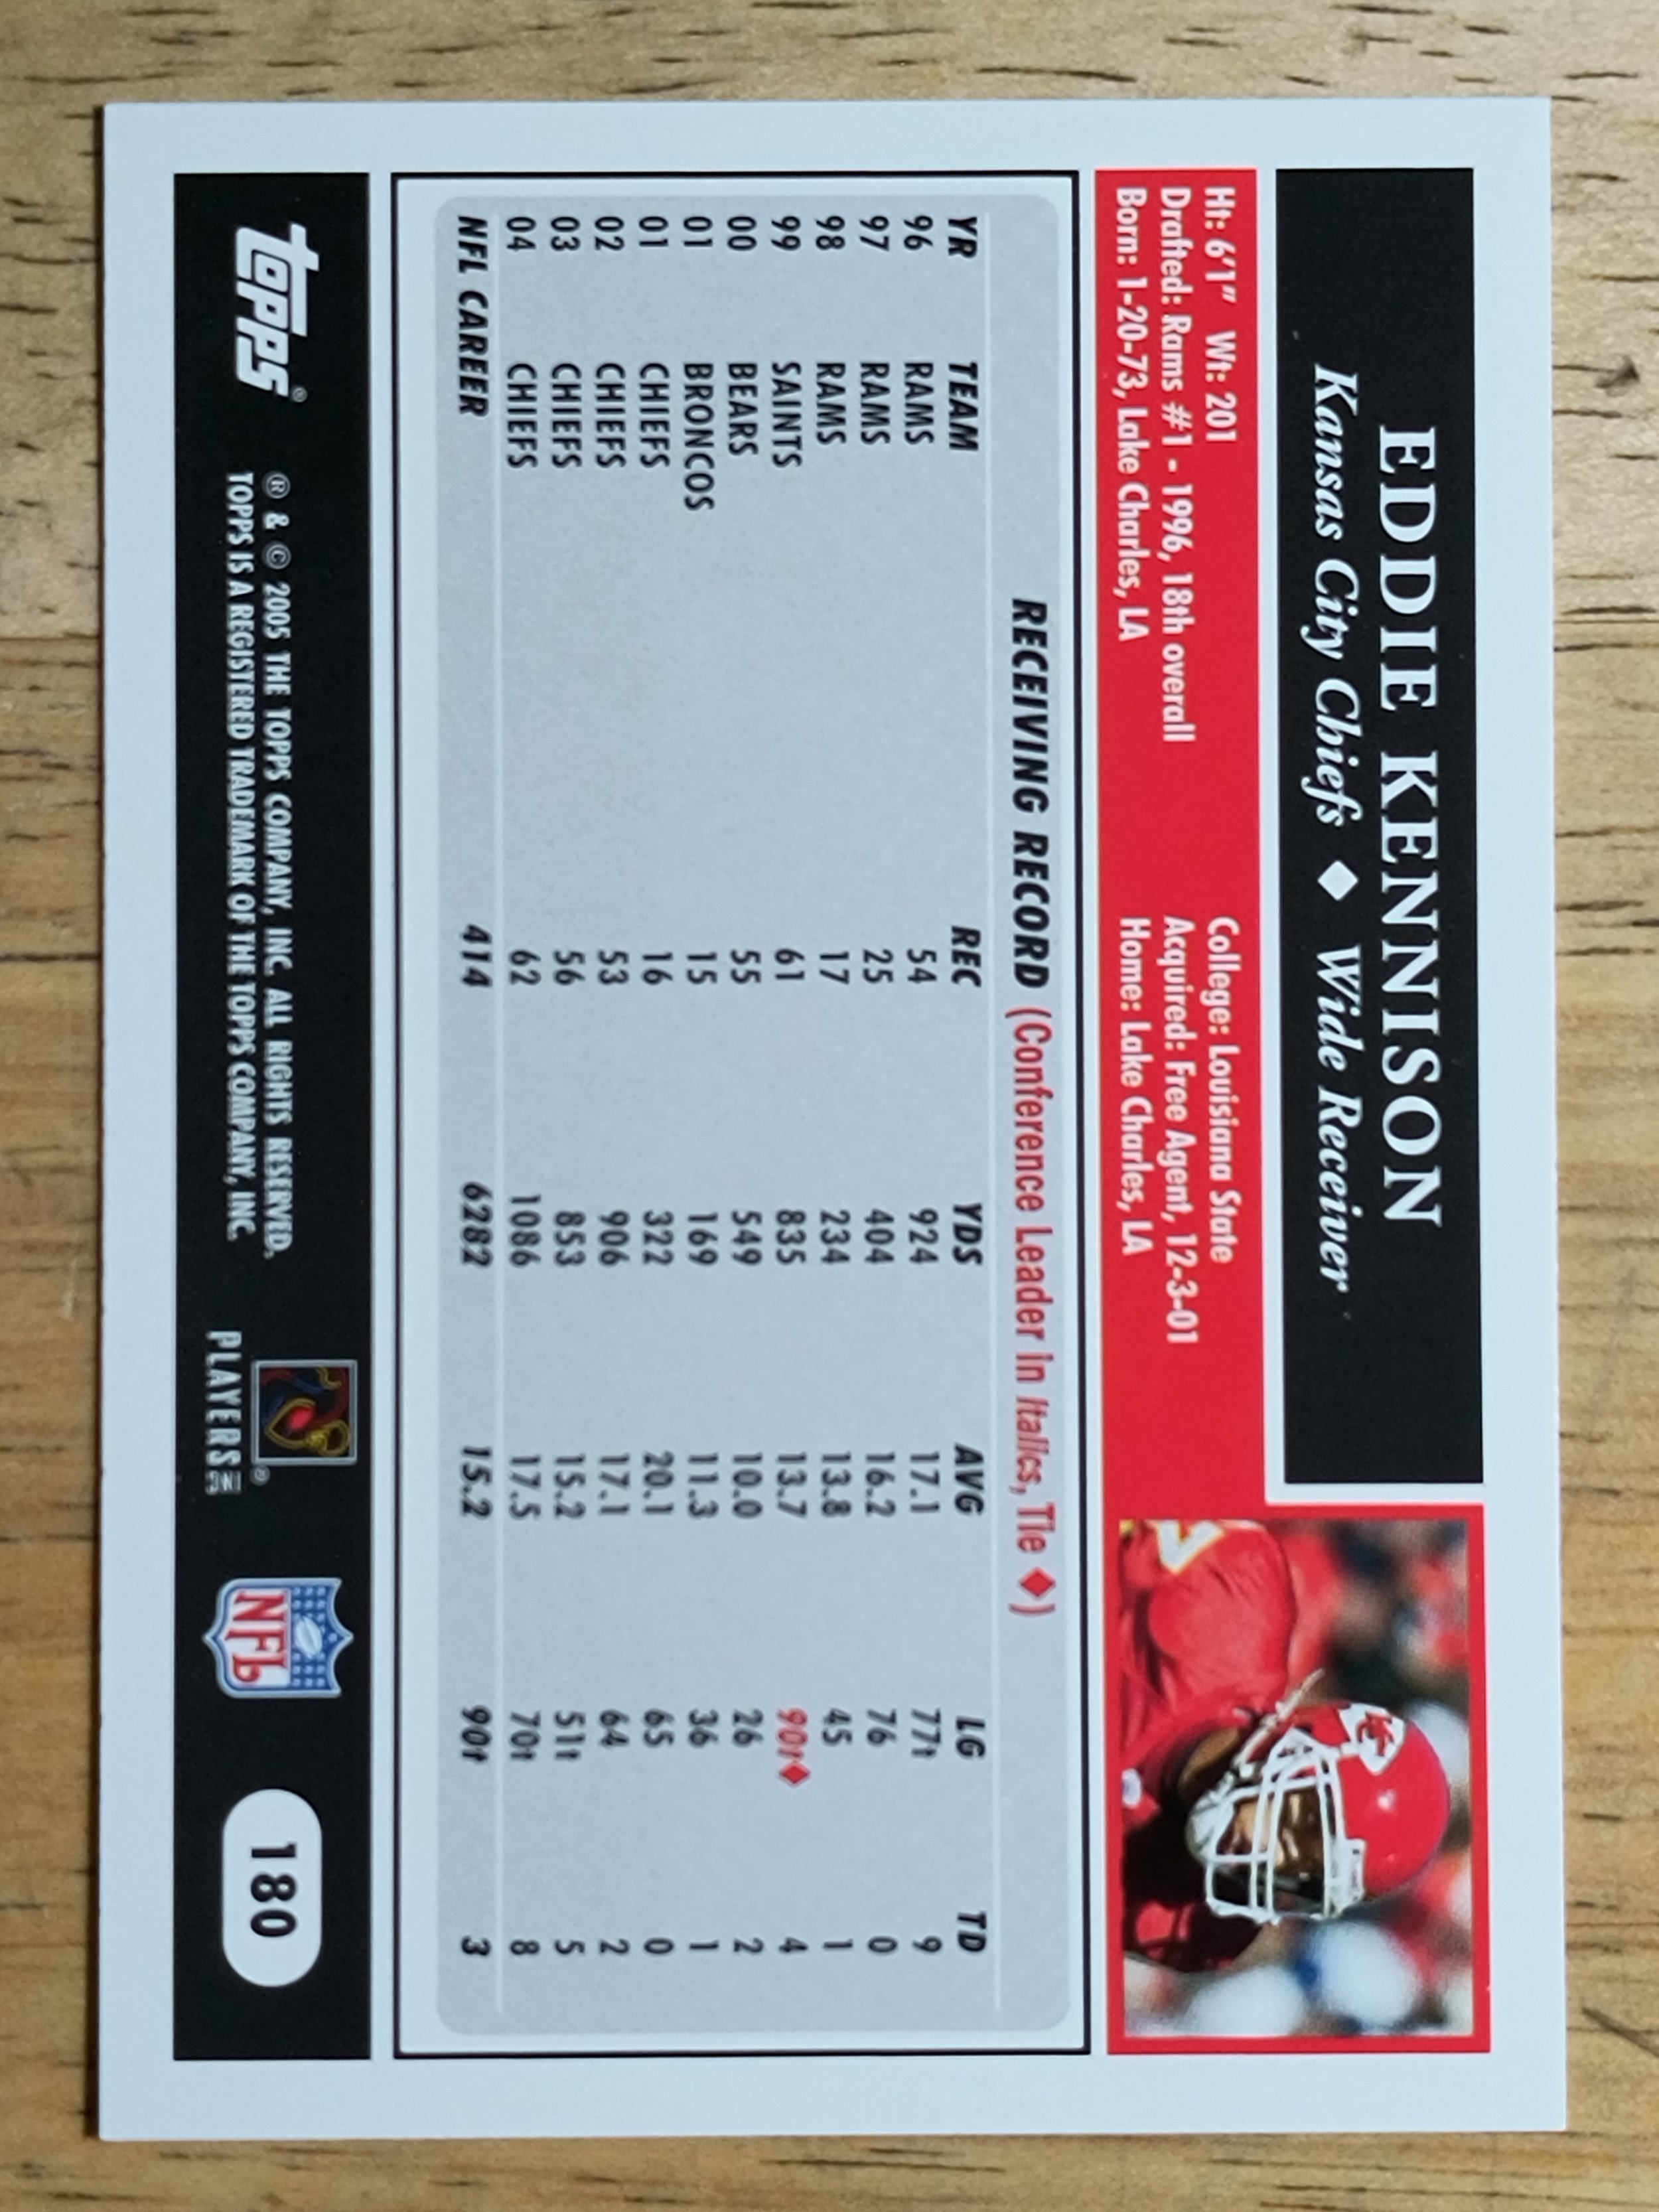 EDDIE KENNISON
Kansas City Chiefs ♦ Wide Receiver
Ht: 6'1" Wt: 201 College: Louisiana State
Drafted: Rams #1 - 1996, 18th overall Acquired: Free Agent, 12-3-01
Born: 1-20-73, Lake Charles, LA Home: Lake Charles, LA
RECEIVING RECORD (Conference Leader in Italics, Tie ♦)
YR TEAM REC YDS AVG LG TD
96 RAMS 54 924 17.1 77t 9
97 RAMS 25 404 16.2 76 0
98 RAMS 17 234 13.8 45 1
99 SAINTS 61 835 13.7 90t♦ 4
00 BEARS 55 549 10.0 26 2
01 BRONCOS 15 169 11.3 36 1
01 CHIEFS 16 322 20.1 65 0
02 CHIEFS 53 906 17.1 64 2
03 CHIEFS 56 853 15.2 51t 5
04 CHIEFS 62 1086 17.5 70t 8
NFL CAREER 414 6282 15.2 90t 3
topps®
® & © 2005 THE TOPPS COMPANY, INC. ALL RIGHTS RESERVED.
TOPPS IS A REGISTERED TRADEMARK OF THE TOPPS COMPANY, INC.
PLAYERS INC
NFL
180
KC